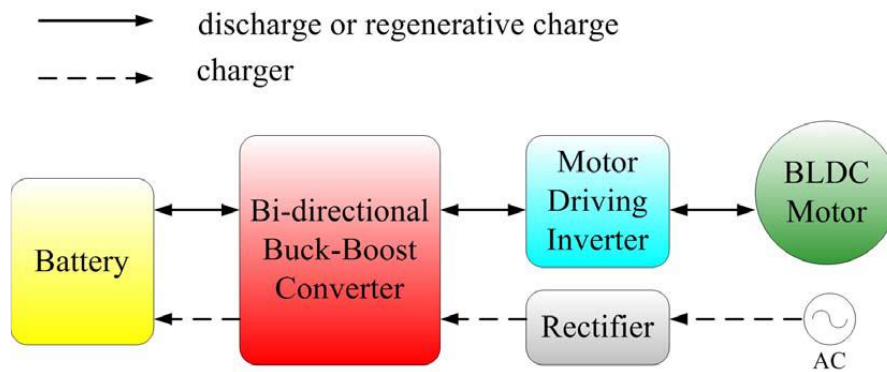 discharge or regenerative charge
charger
Battery
Bi-directional
Buck-Boost
Converter
Motor
Driving
Inverter
BLDC
Motor
Rectifier
AC